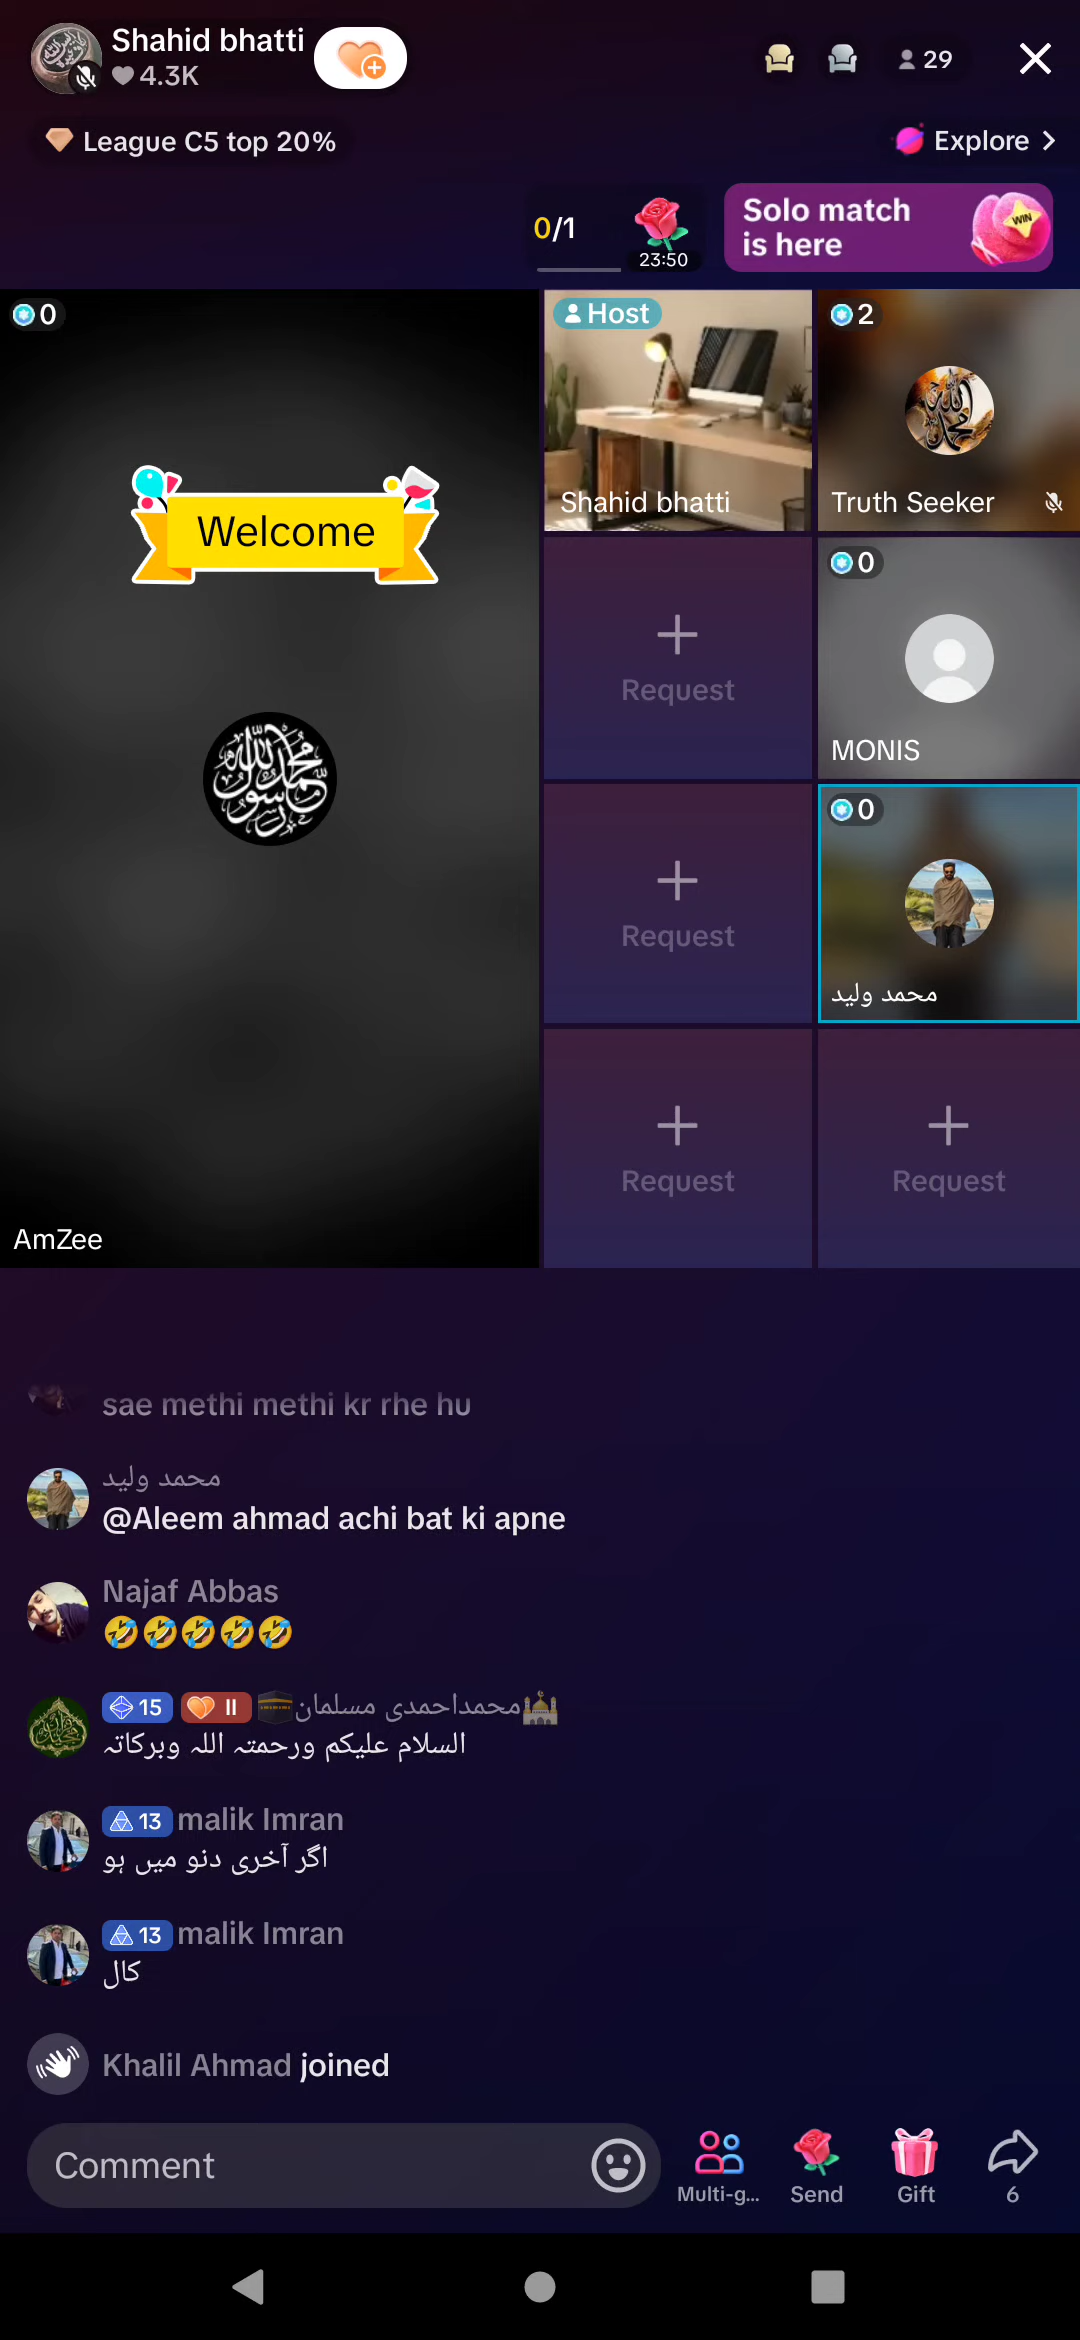 Shahid bhatti
4.3K
29
League C5 top 20%
Explore
0/1
23:50
Solo match
is here
WIN
0
Host
2
Welcome
Shahid bhatti
Truth Seeker
0
Request
MONIS
0
Request
محمد ولید
Request
Request
AmZee
sae methi methi kr rhe hu
محمد ولید
@Aleem ahmad achi bat ki apne
Najaf Abbas
🤣🤣🤣🤣🤣
15 II 🕋محمداحمدی مسلمان🕌
السلام علیکم ورحمتہ اللہ وبرکاتہ
13 malik Imran
اگر آخری دنو میں ہو
13 malik Imran
کال
Khalil Ahmad joined
Comment
Multi-g...
Send
Gift
6